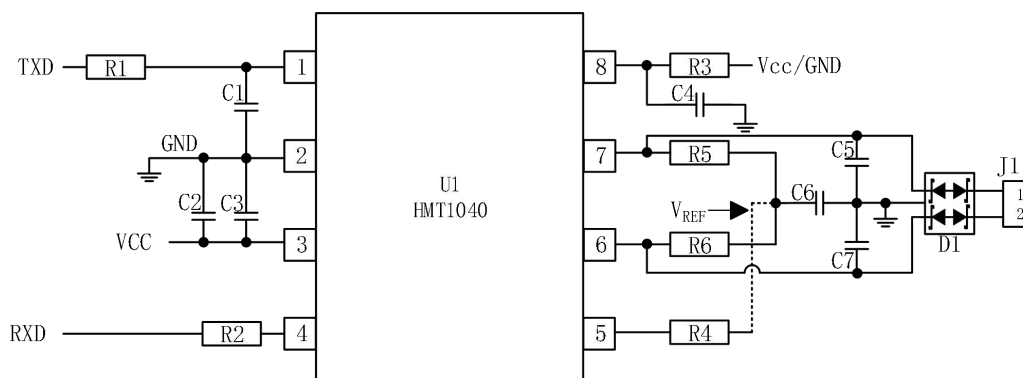 TXD
R1
1
C1
GND
2
C2
C3
VCC
3
RXD
R2
4
U1
HMT1040
8
R3
Vcc/GND
C4
7
R5
C5
J1
C6
1
2
VREF
D1
6
R6
C7
5
R4